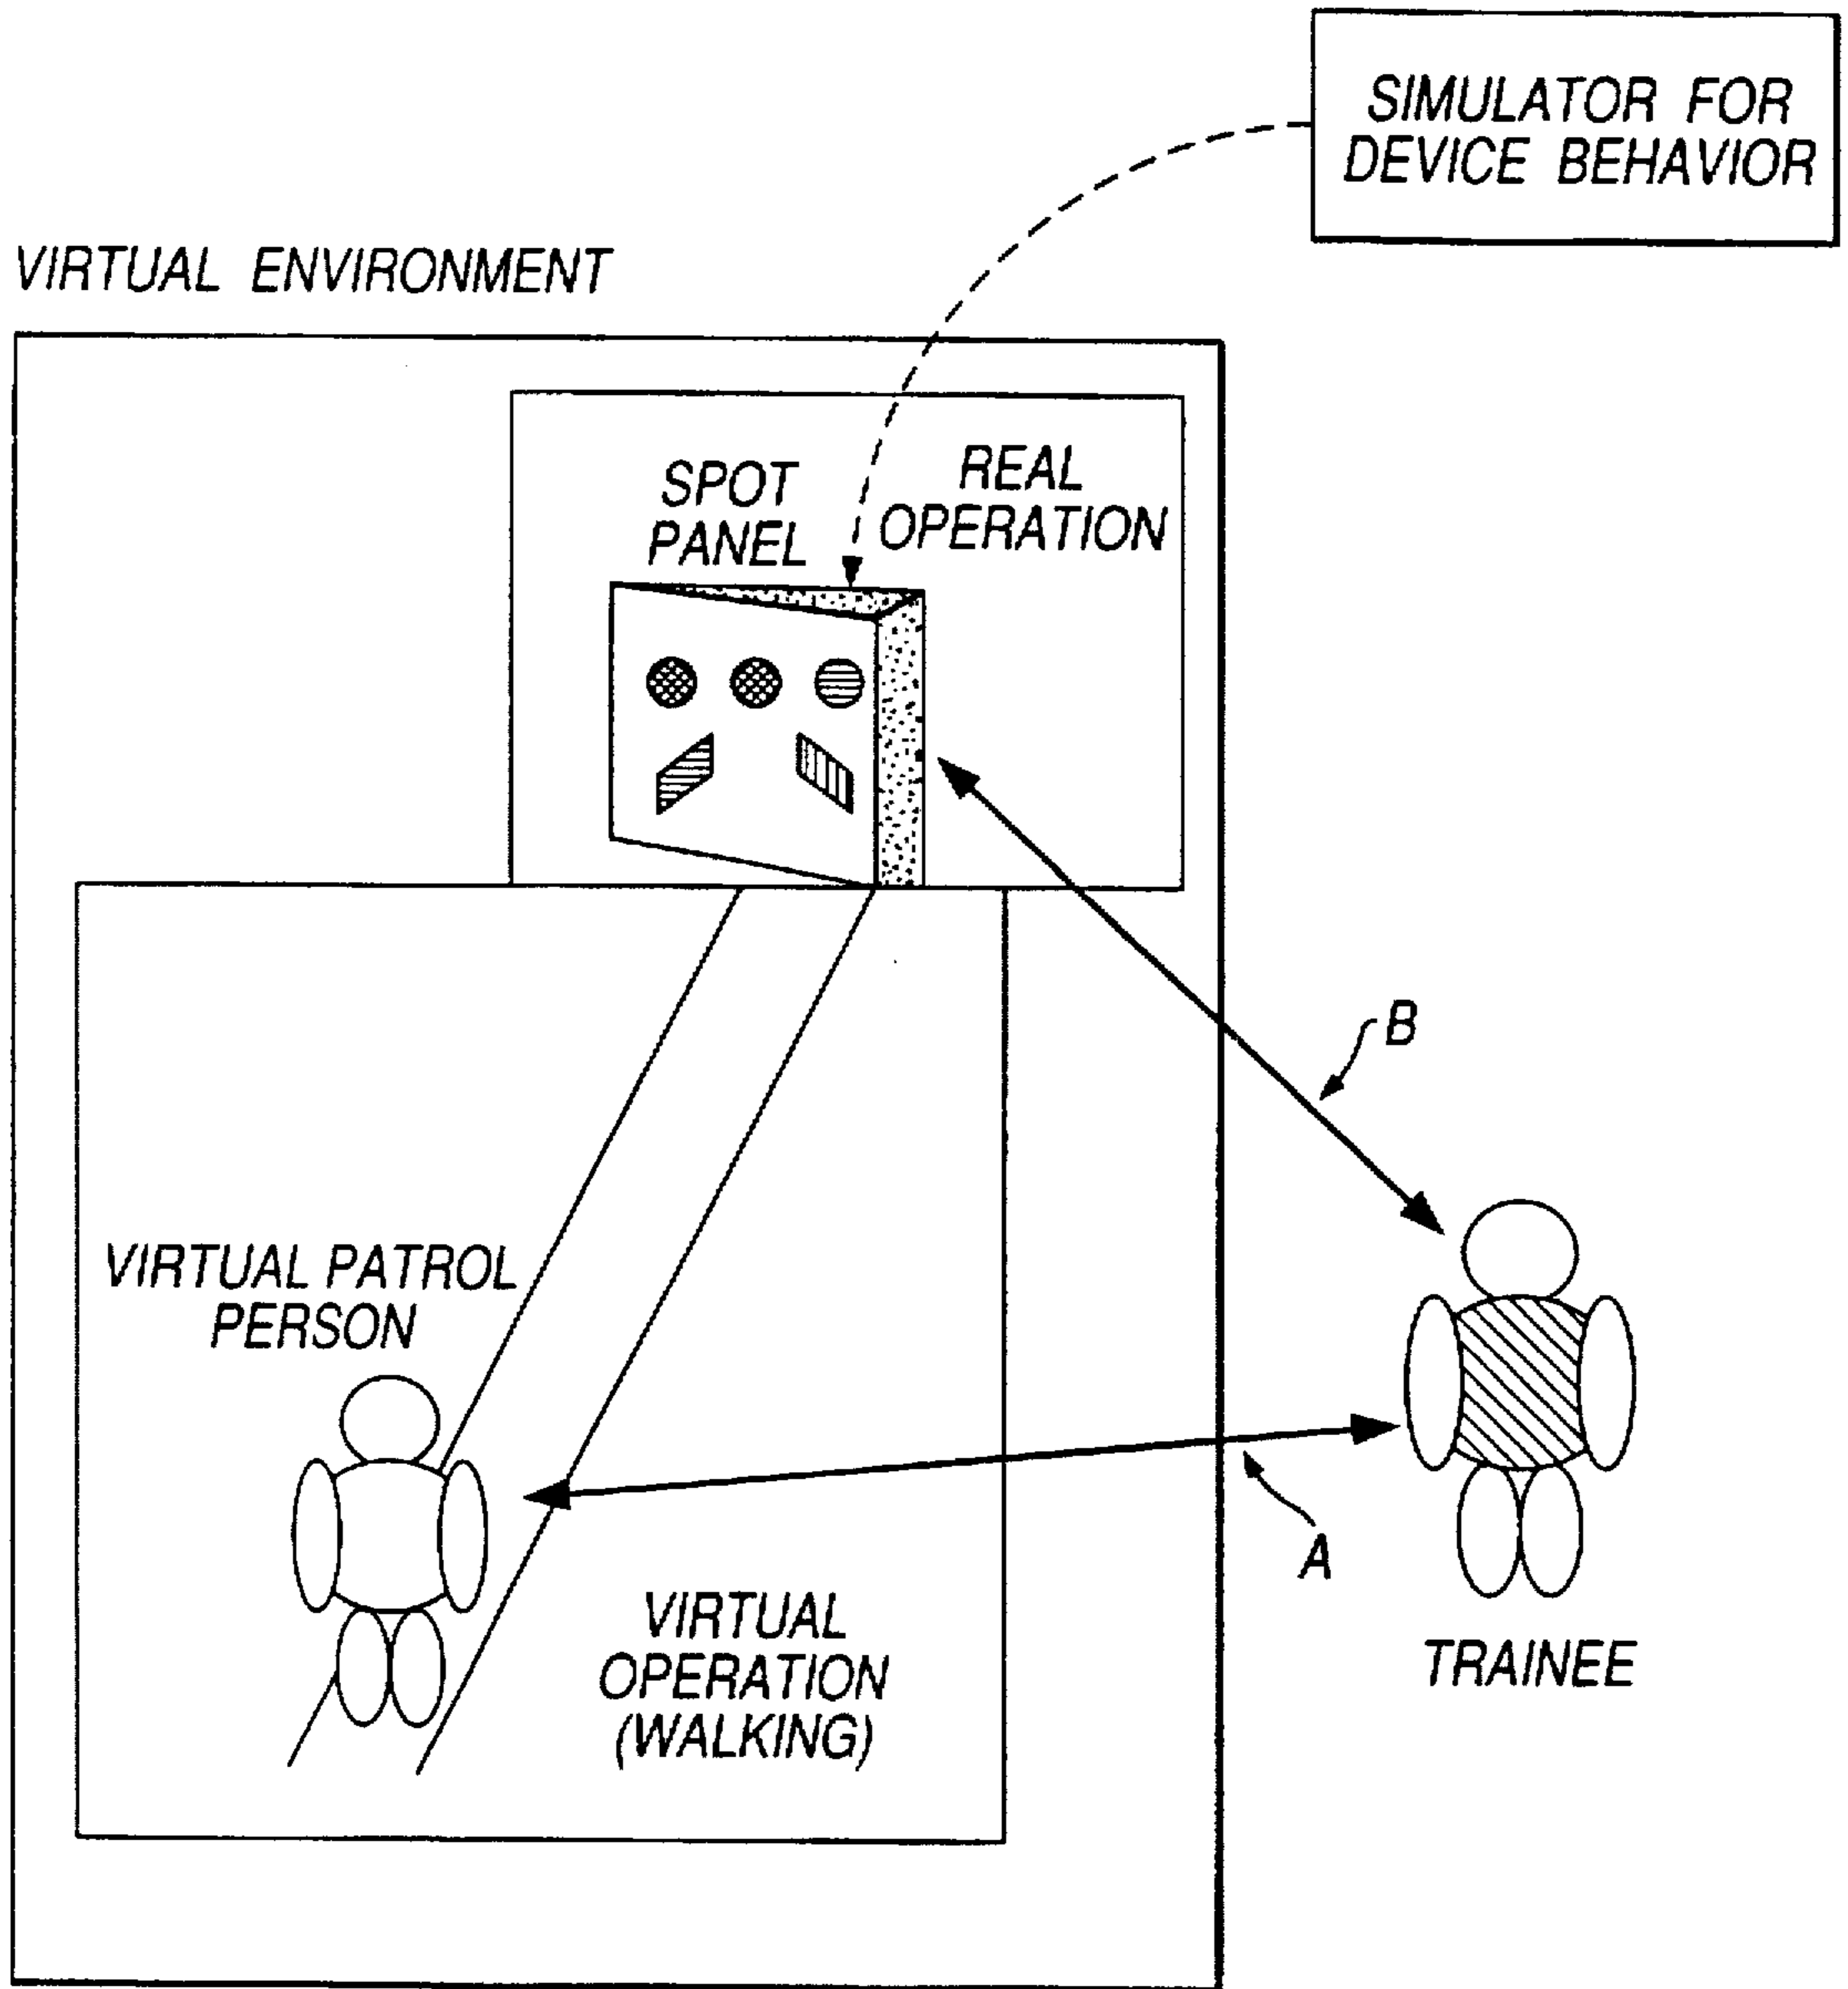 SIMULATOR FOR
DEVICE BEHAVIOR
VIRTUAL ENVIRONMENT
SPOT
PANEL
REAL
OPERATION
B
VIRTUAL PATROL
PERSON
A
VIRTUAL
OPERATION
(WALKING)
TRAINEE